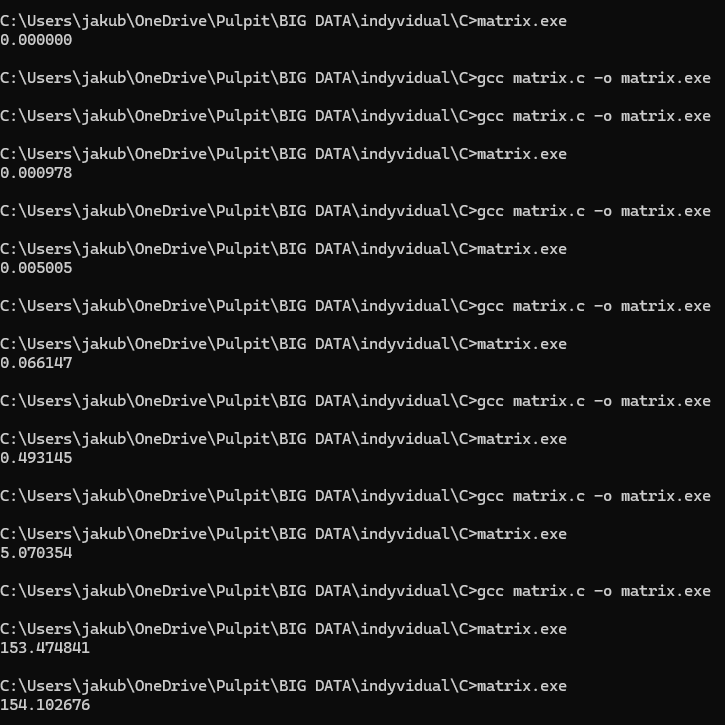 C:\Users\jakub\OneDrive\Pulpit\BIG DATA\indyvidual\C>matrix.exe
0.000000
C:\Users\jakub\OneDrive\Pulpit\BIG DATA\indyvidual\C>gcc matrix.c -o matrix.exe
C:\Users\jakub\OneDrive\Pulpit\BIG DATA\indyvidual\C>gcc matrix.c -o matrix.exe
C:\Users\jakub\OneDrive\Pulpit\BIG DATA\indyvidual\C>matrix.exe
0.000978
C:\Users\jakub\OneDrive\Pulpit\BIG DATA\indyvidual\C>gcc matrix.c -o matrix.exe
C:\Users\jakub\OneDrive\Pulpit\BIG DATA\indyvidual\C>matrix.exe
0.005005
C:\Users\jakub\OneDrive\Pulpit\BIG DATA\indyvidual\C>gcc matrix.c -o matrix.exe
C:\Users\jakub\OneDrive\Pulpit\BIG DATA\indyvidual\C>matrix.exe
0.066147
C:\Users\jakub\OneDrive\Pulpit\BIG DATA\indyvidual\C>gcc matrix.c -o matrix.exe
C:\Users\jakub\OneDrive\Pulpit\BIG DATA\indyvidual\C>matrix.exe
0.493145
C:\Users\jakub\OneDrive\Pulpit\BIG DATA\indyvidual\C>gcc matrix.c -o matrix.exe
C:\Users\jakub\OneDrive\Pulpit\BIG DATA\indyvidual\C>matrix.exe
5.070354
C:\Users\jakub\OneDrive\Pulpit\BIG DATA\indyvidual\C>gcc matrix.c -o matrix.exe
C:\Users\jakub\OneDrive\Pulpit\BIG DATA\indyvidual\C>matrix.exe
153.474841
C:\Users\jakub\OneDrive\Pulpit\BIG DATA\indyvidual\C>matrix.exe
154.102676